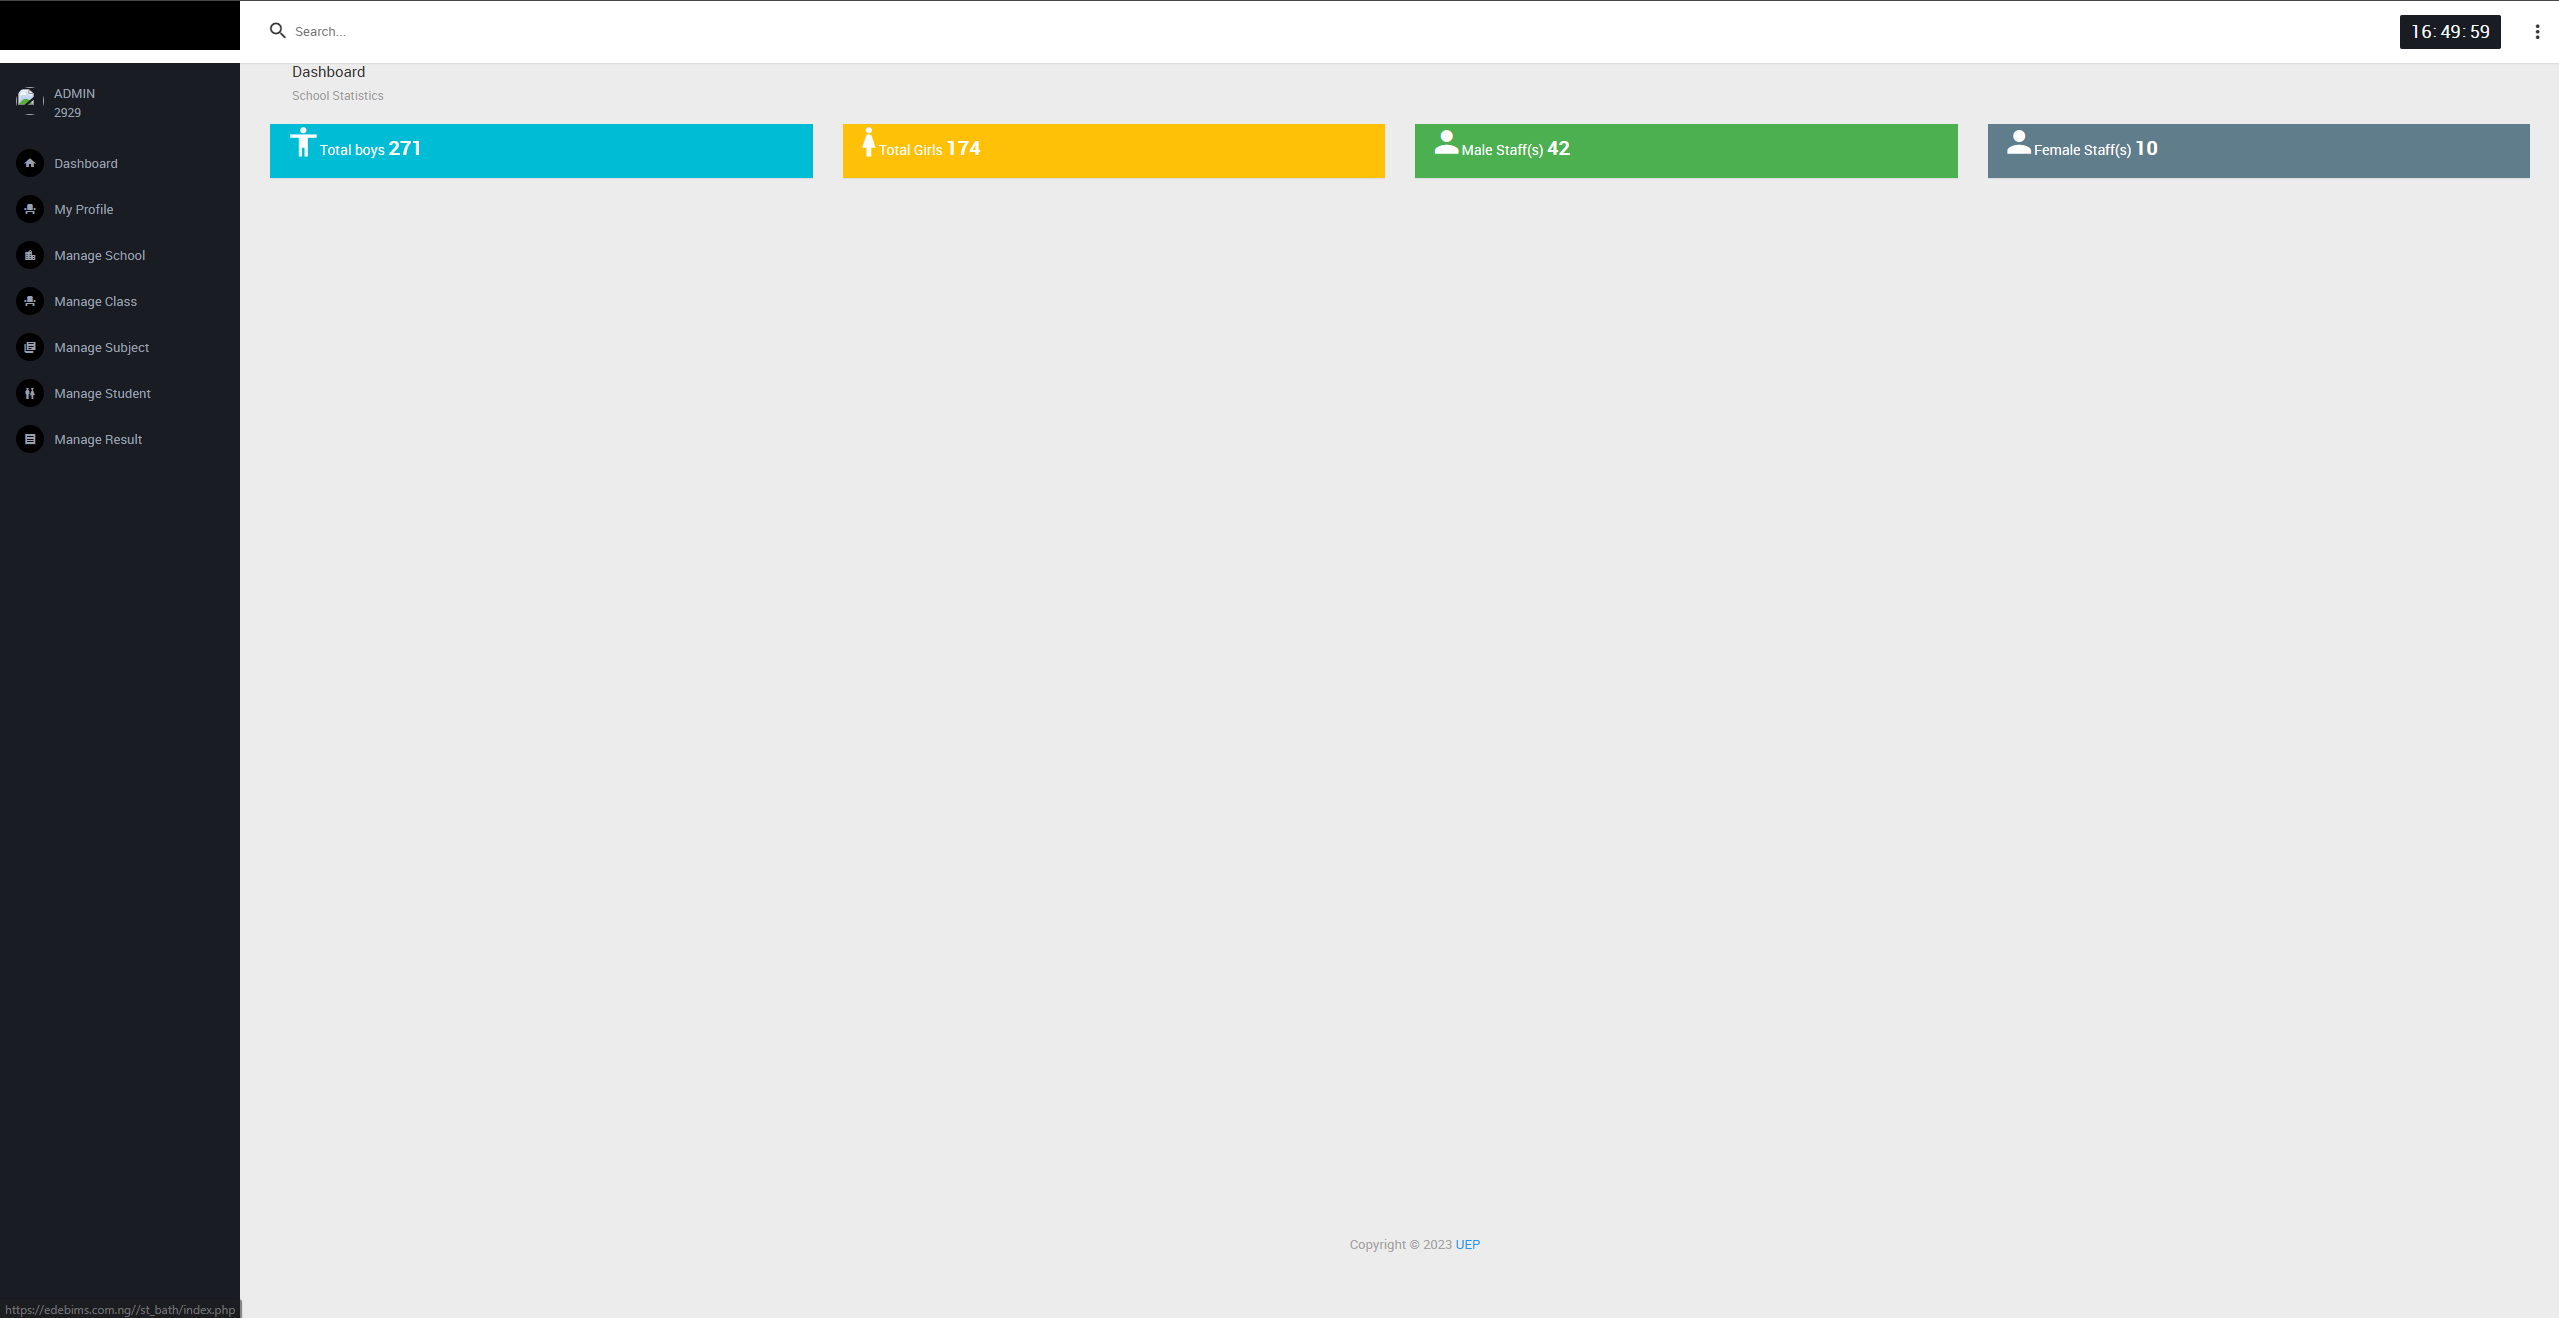 Search...
16: 49: 59
ADMIN
2929
Dashboard
My Profile
Manage School
Manage Class
Manage Subject
Manage Student
Manage Result
Dashboard
School Statistics
Total boys 271
Total Girls 174
Male Staff(s) 42
Female Staff(s) 10
Copyright © 2023 UEP
https://edebims.com.ng//st_bath/index.php